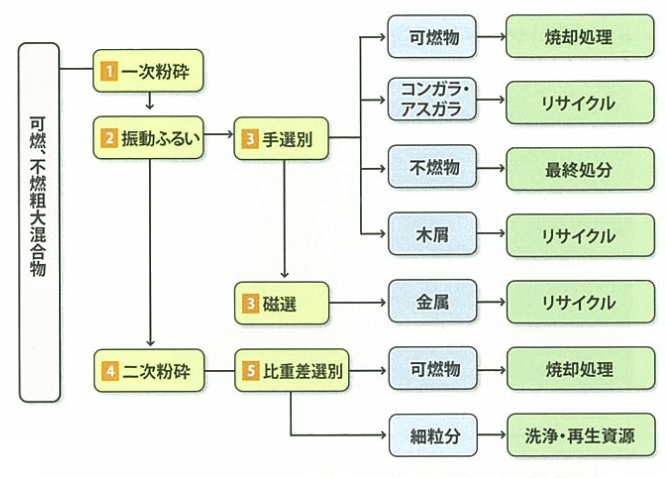 可燃、不燃粗大混合物
1 一次粉砕
2 振動ふるい
3 手選別
3 磁選
4 二次粉砕
5 比重差選別
可燃物
焼却処理
コンガラ・
アスガラ
リサイクル
不燃物
最終処分
木屑
リサイクル
金属
リサイクル
可燃物
焼却処理
細粒分
洗浄・再生資源